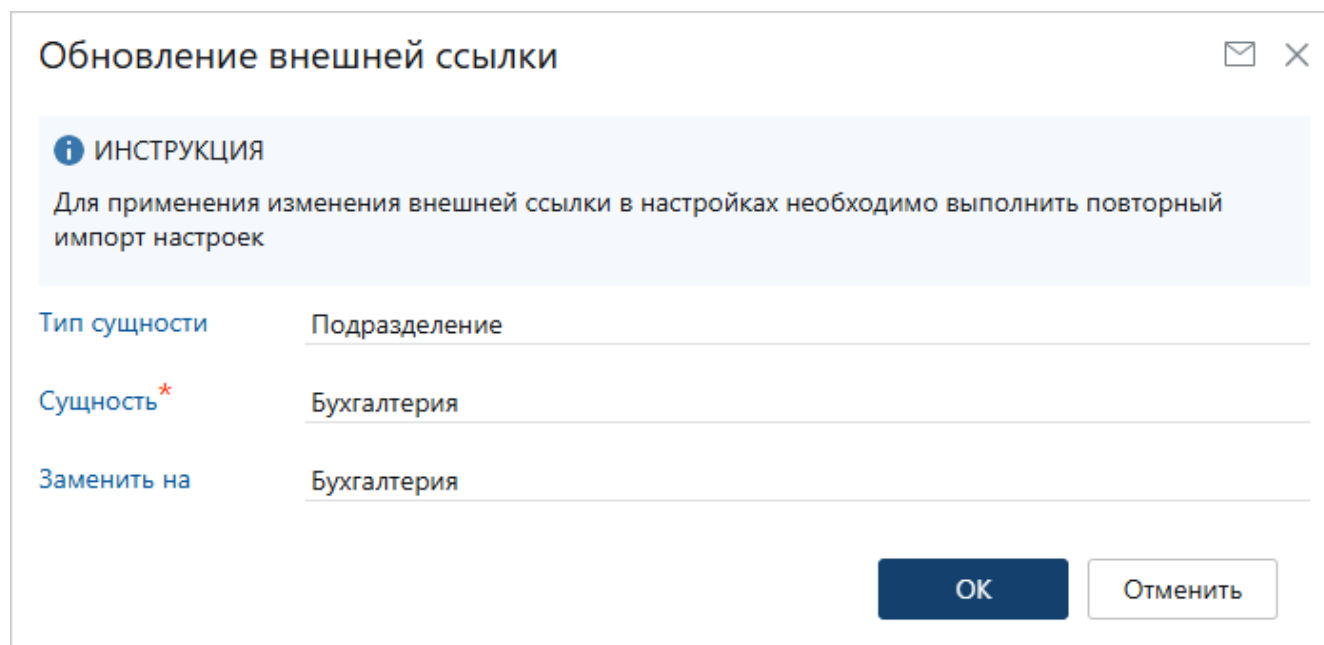 Обновление внешней ссылки
ИНСТРУКЦИЯ
Для применения изменения внешней ссылки в настройках необходимо выполнить повторный
импорт настроек
Тип сущности Подразделение
Сущность* Бухгалтерия
Заменить на Бухгалтерия
ОК Отменить